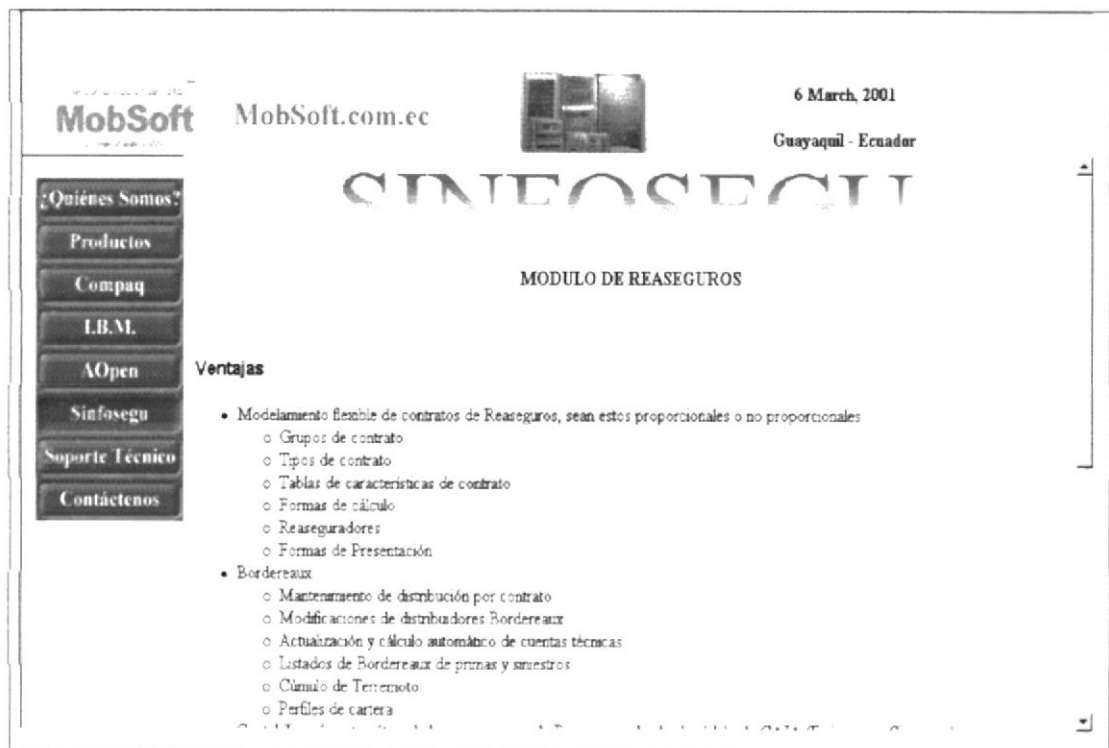 MobSoft
MobSoft.com.ec
6 March, 2001
Guayaquil - Ecuador
¿Quiénes Somos?
Productos
Compaq
I.B.M.
AOpen
Sinfosegu
Soporte Técnico
Contáctenos
SINFOSEGU
MODULO DE REASEGUROS
Ventajas
• Modelamiento flexible de contratos de Reaseguros, sean estos proporcionales o no proporcionales
○ Grupos de contrato
○ Tipos de contrato
○ Tablas de características de contrato
○ Formas de cálculo
○ Reaseguradores
○ Formas de Presentación
• Bordereaux
○ Mantenimiento de distribución por contrato
○ Modificaciones de distribuidores Bordereaux
○ Actualización y cálculo automático de cuentas técnicas
○ Listados de Bordereaux de primas y siniestros
○ Cúmulo de Terremoto
○ Perfiles de cartera